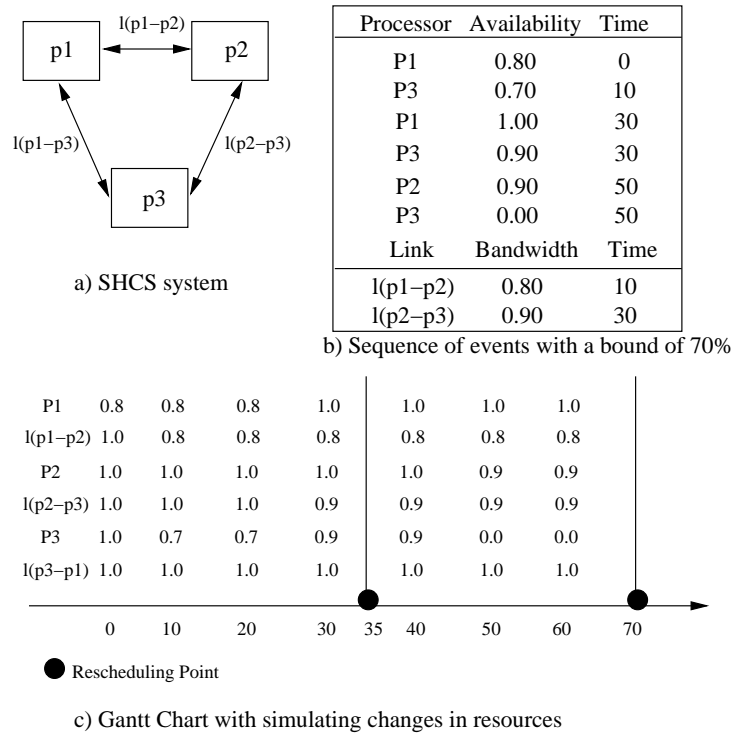 l(p1−p2)
p1
p2
l(p1−p3)
l(p2−p3)
p3
a) SHCS system
Processor Availability Time
P1 0.80 0
P3 0.70 10
P1 1.00 30
P3 0.90 30
P2 0.90 50
P3 0.00 50
Link Bandwidth Time
l(p1−p2) 0.80 10
l(p2−p3) 0.90 30
b) Sequence of events with a bound of 70%
P1 0.8 0.8 0.8 1.0 1.0 1.0 1.0
l(p1−p2) 1.0 0.8 0.8 0.8 0.8 0.8 0.8
P2 1.0 1.0 1.0 1.0 1.0 0.9 0.9
l(p2−p3) 1.0 1.0 1.0 0.9 0.9 0.9 0.9
P3 1.0 0.7 0.7 0.9 0.9 0.0 0.0
l(p3−p1) 1.0 1.0 1.0 1.0 1.0 1.0 1.0
0 10 20 30 35 40 50 60 70
Rescheduling Point
c) Gantt Chart with simulating changes in resources